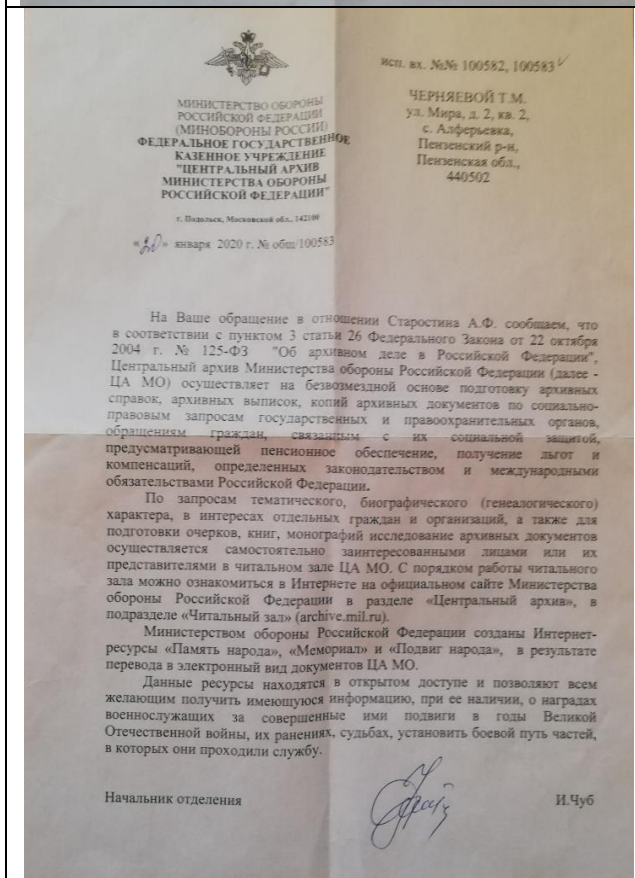 МИНИСТЕРСТВО ОБОРОНЫ
РОССИЙСКОЙ ФЕДЕРАЦИИ
(МИНОБОРОНЫ РОССИИ)
ФЕДЕРАЛЬНОЕ ГОСУДАРСТВЕННОЕ
КАЗЕННОЕ УЧРЕЖДЕНИЕ
"ЦЕНТРАЛЬНЫЙ АРХИВ
МИНИСТЕРСТВА ОБОРОНЫ
РОССИЙСКОЙ ФЕДЕРАЦИИ"
г. Подольск, Московской обл., 142100
«20» января 2020 г. № общ/100583
исп. вх. №№ 100582, 100583
ЧЕРНЯЕВОЙ Т.М.
ул. Мира, д. 2, кв. 2,
с. Алферьевка,
Пензенский р-н,
Пензенская обл.,
440502
На Ваше обращение в отношении Старостина А.Ф. сообщаем, что
в соответствии с пунктом 3 статьи 26 Федерального Закона от 22 октября
2004 г. № 125-ФЗ "Об архивном деле в Российской Федерации",
Центральный архив Министерства обороны Российской Федерации (далее -
ЦА МО) осуществляет на безвозмездной основе подготовку архивных
справок, архивных выписок, копий архивных документов по социально-
правовым запросам государственных и правоохранительных органов,
обращениям граждан, связанным с их социальной защитой,
предусматривающей пенсионное обеспечение, получение льгот и
компенсаций, определенных законодательством и международными
обязательствами Российской Федерации.
По запросам тематического, биографического (генеалогического)
характера, в интересах отдельных граждан и организаций, а также для
подготовки очерков, книг, монографий исследование архивных документов
осуществляется самостоятельно заинтересованными лицами или их
представителями в читальном зале ЦА МО. С порядком работы читального
зала можно ознакомиться в Интернете на официальном сайте Министерства
обороны Российской Федерации в разделе «Центральный архив», в
подразделе «Читальный зал» (archive.mil.ru).
Министерством обороны Российской Федерации созданы Интернет-
ресурсы «Память народа», «Мемориал» и «Подвиг народа», в результате
перевода в электронный вид документов ЦА МО.
Данные ресурсы находятся в открытом доступе и позволяют всем
желающим получить имеющуюся информацию, при ее наличии, о наградах
военнослужащих за совершенные ими подвиги в годы Великой
Отечественной войны, их ранениях, судьбах, установить боевой путь частей,
в которых они проходили службу.
Начальник отделения
И.Чуб